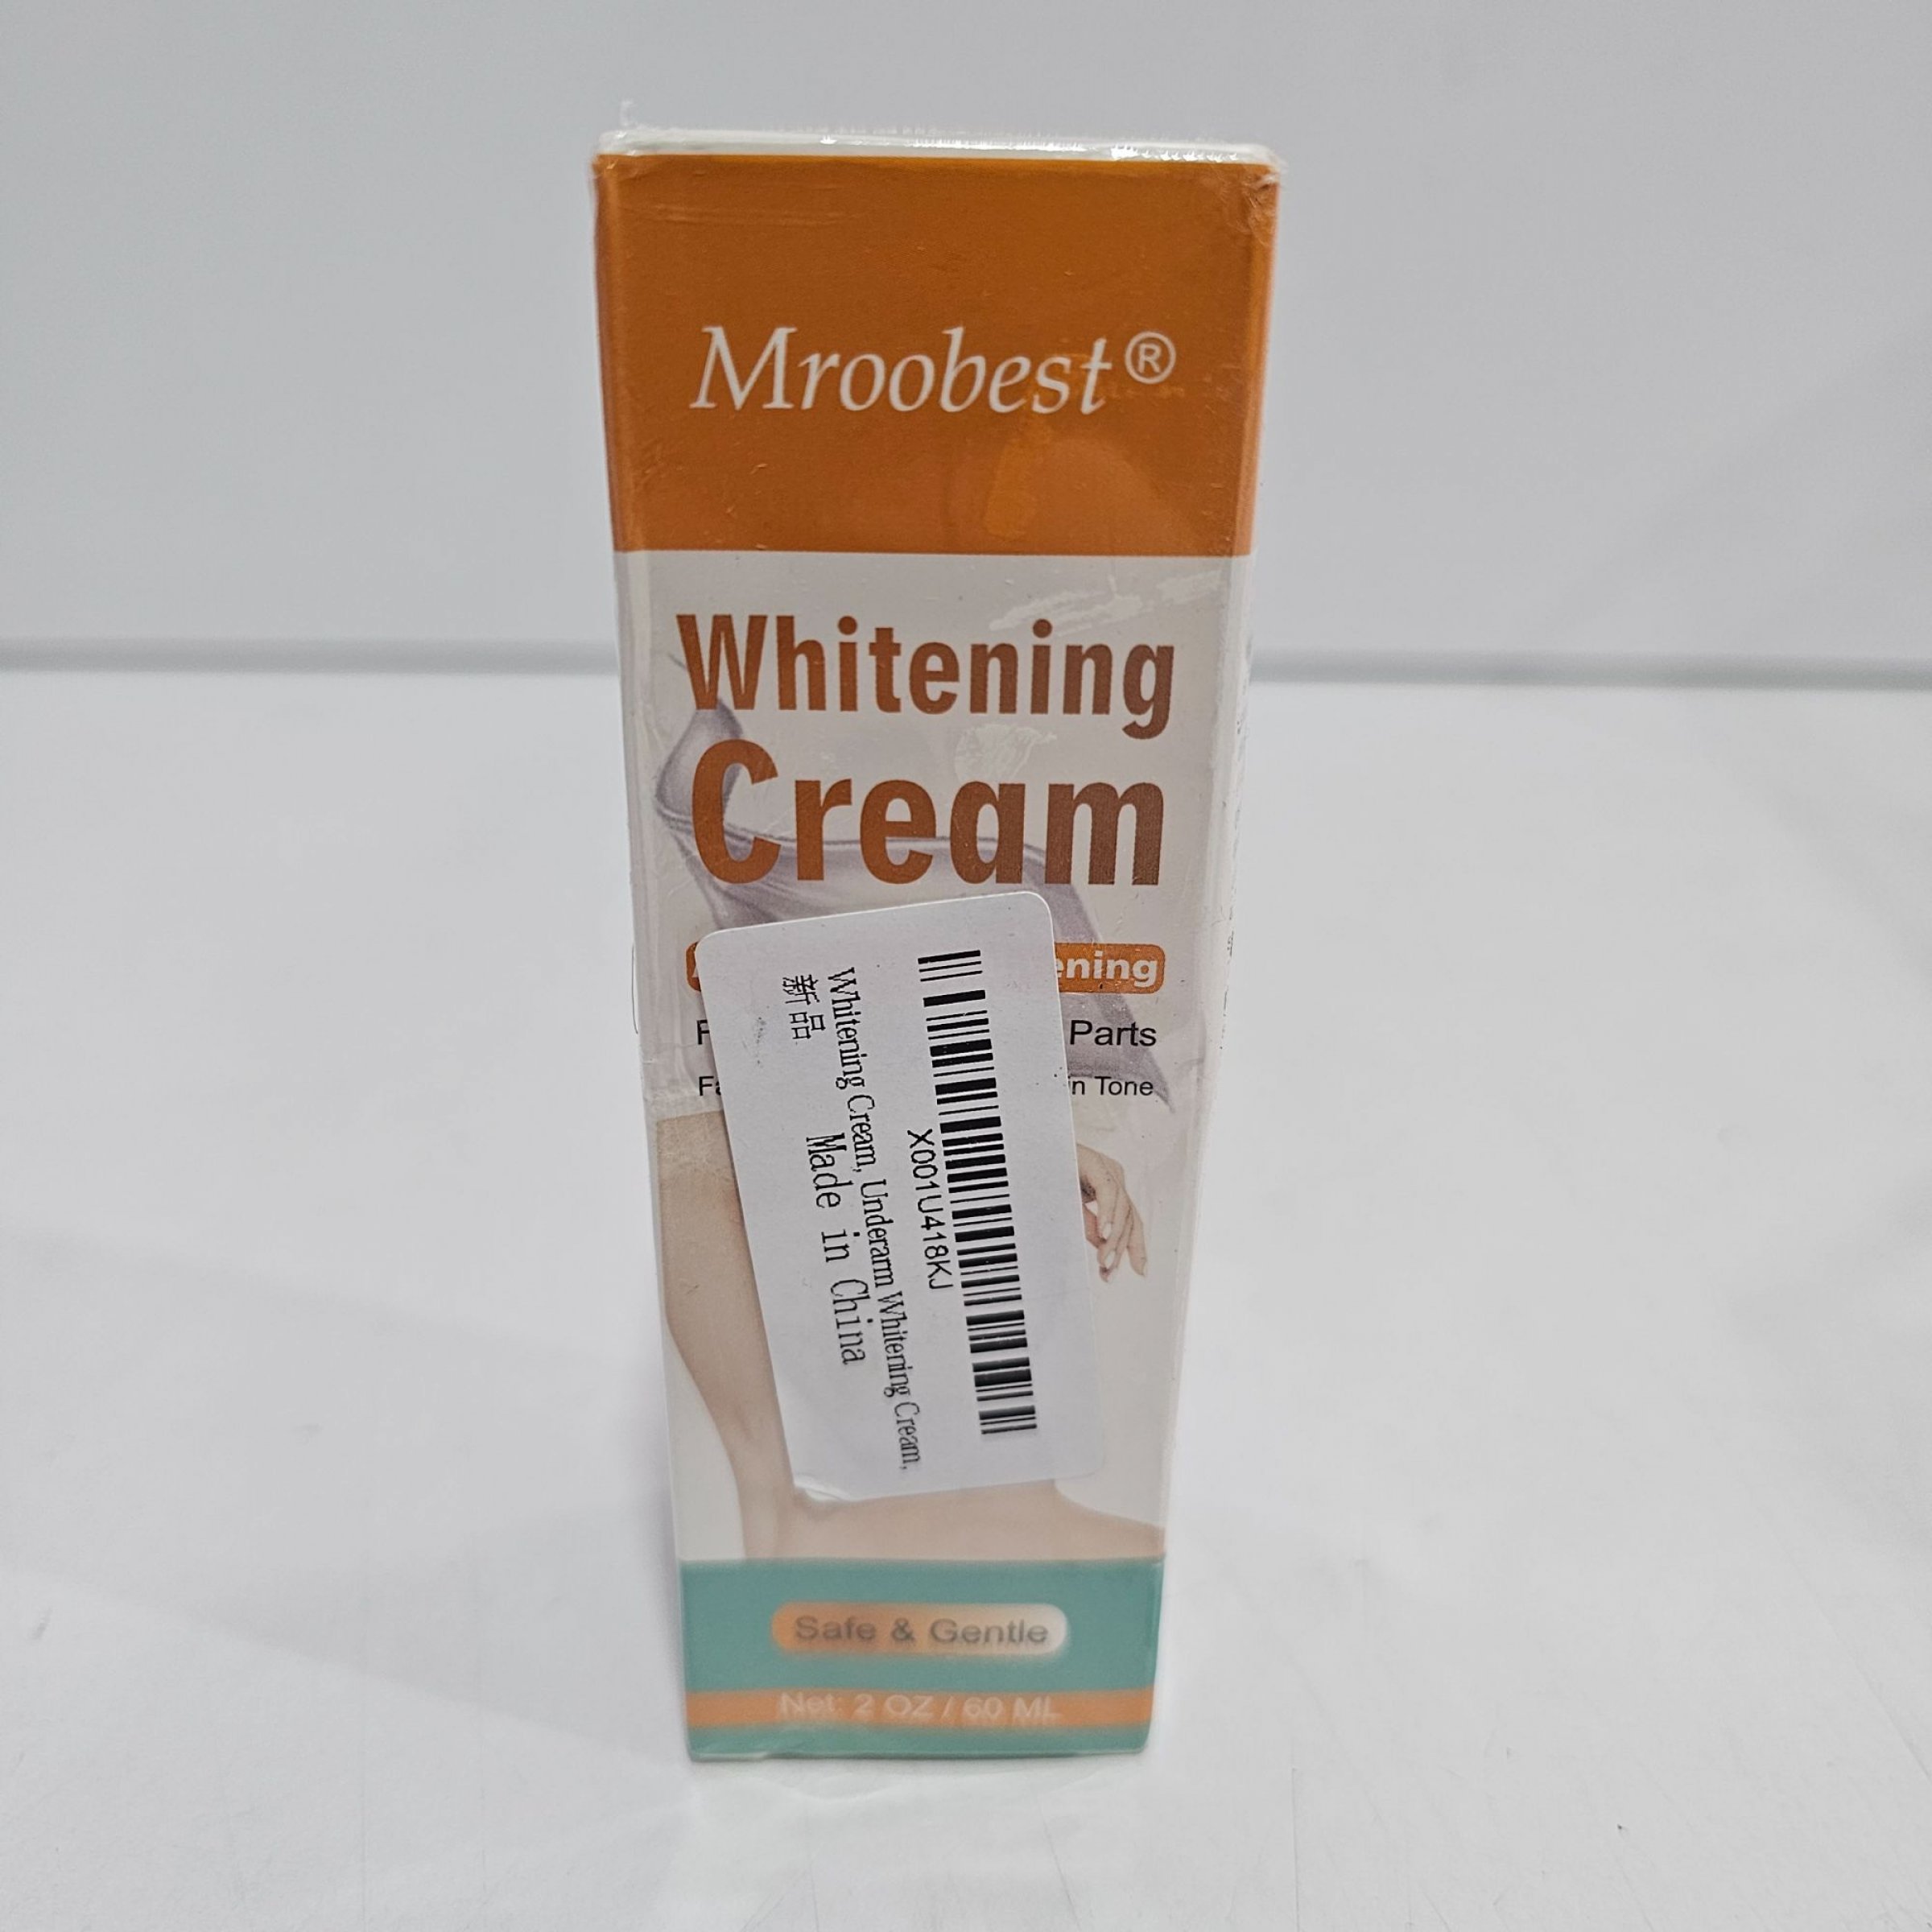 Mroobest®
Whitening
Cream
ening
Parts
Tone
X001U418KJ
Whitening Cream, Underarm Whitening Cream,
新品
Made in China
Safe & Gentle
Net: 2 OZ / 60 ML